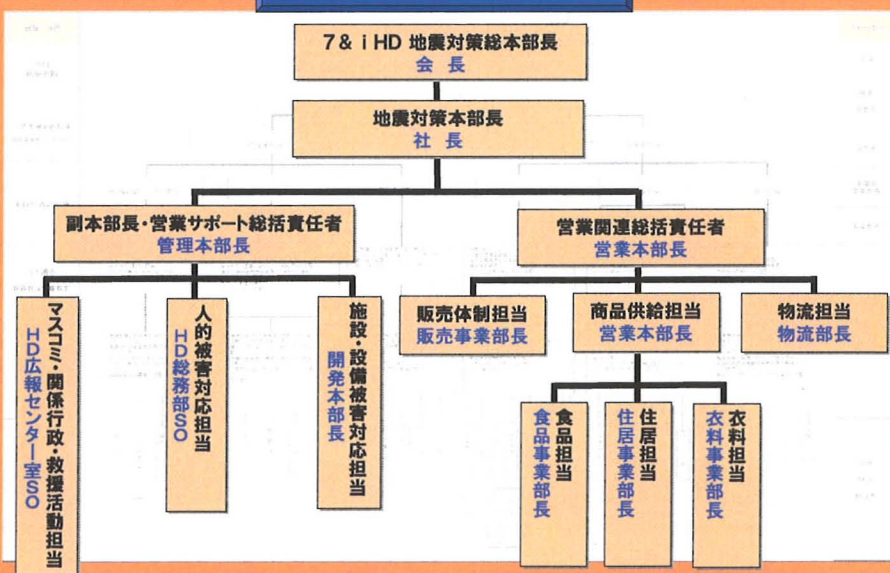 7& i HD 地震対策総本部長
会 長
地震対策本部長
社 長
副本部長・営業サポート総括責任者
管理本部長
営業関連総括責任者
営業本部長
マスコミ・関係行政・救援活動担当
HD広報センター室SO
人的被害対応担当
HD総務部SO
施設・設備被害対応担当
開発本部長
販売体制担当
販売事業部長
商品供給担当
営業本部長
物流担当
物流部長
食品担当
食品事業部長
住居担当
住居事業部長
衣料担当
衣料事業部長